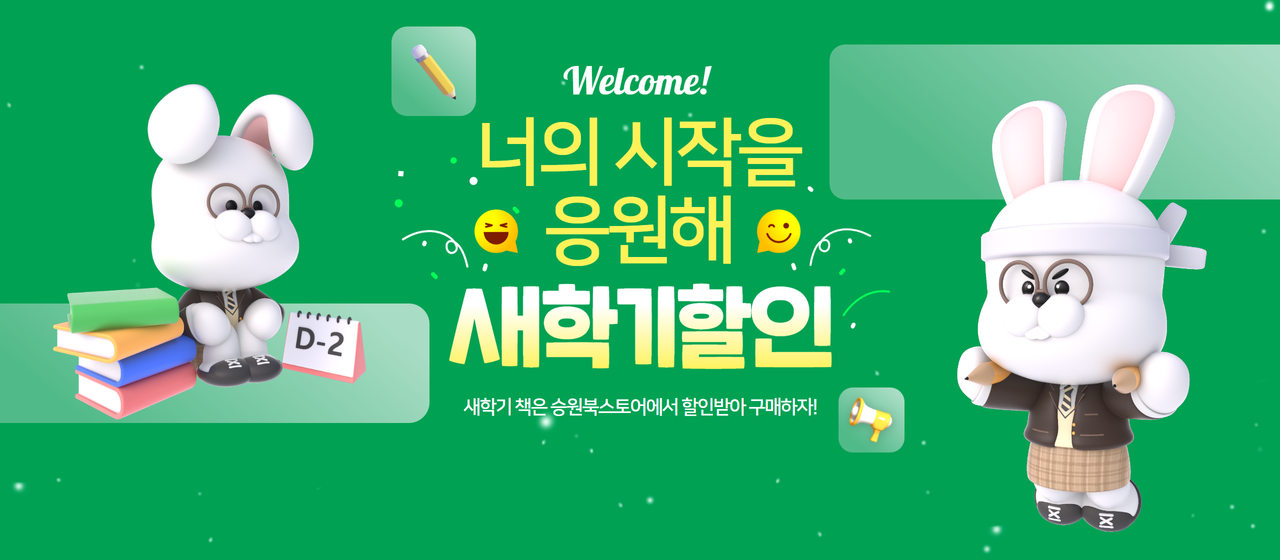 Welcome!
너의 시작을
응원해
새학기할인
새학기 책은 승원북스토어에서 할인받아 구매하자!
D-2